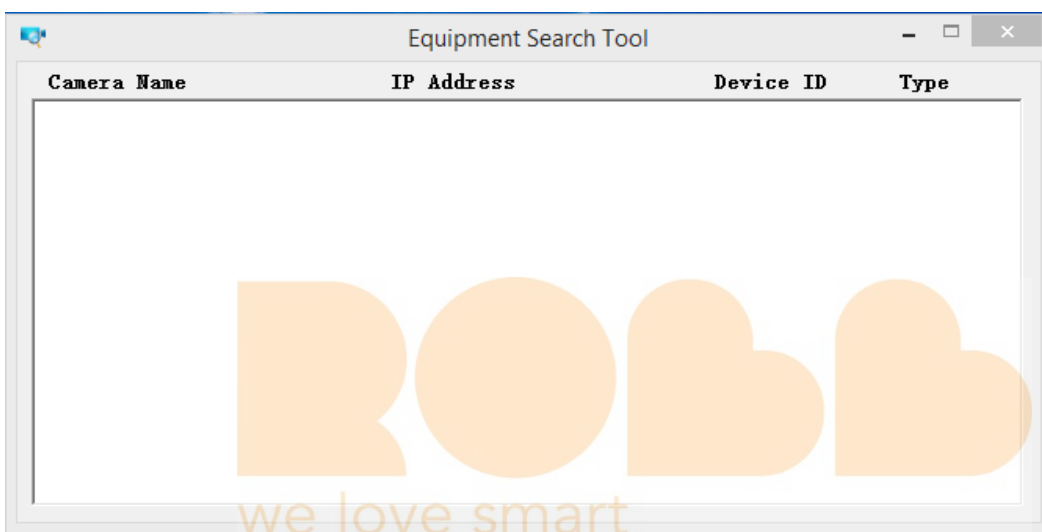 Equipment Search Tool
Camera Name IP Address Device ID Type
ROBB
we love smart